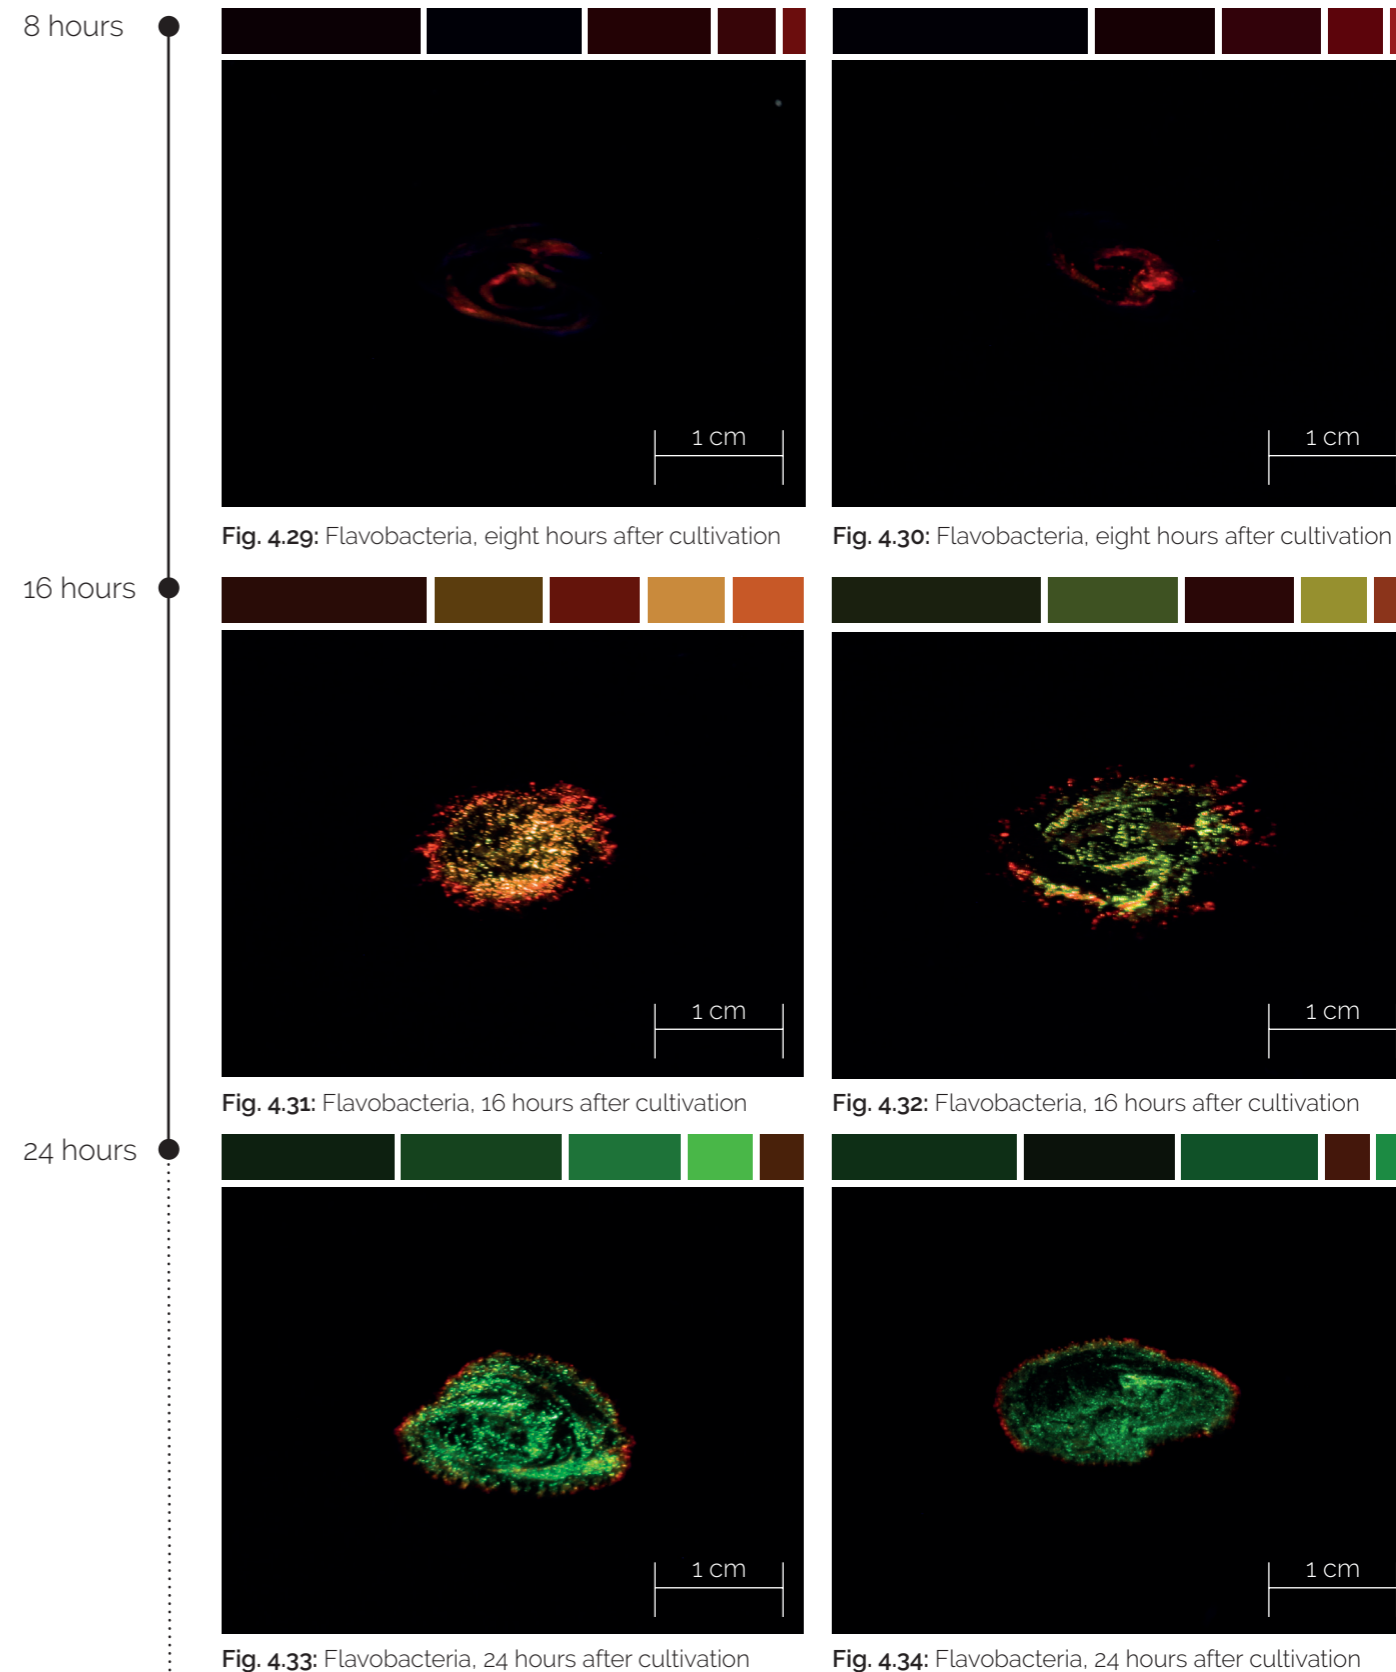 8 hours
1 cm
1 cm
Fig. 4.29: Flavobacteria, eight hours after cultivation
Fig. 4.30: Flavobacteria, eight hours after cultivation
16 hours
1 cm
1 cm
Fig. 4.31: Flavobacteria, 16 hours after cultivation
Fig. 4.32: Flavobacteria, 16 hours after cultivation
24 hours
1 cm
1 cm
Fig. 4.33: Flavobacteria, 24 hours after cultivation
Fig. 4.34: Flavobacteria, 24 hours after cultivation